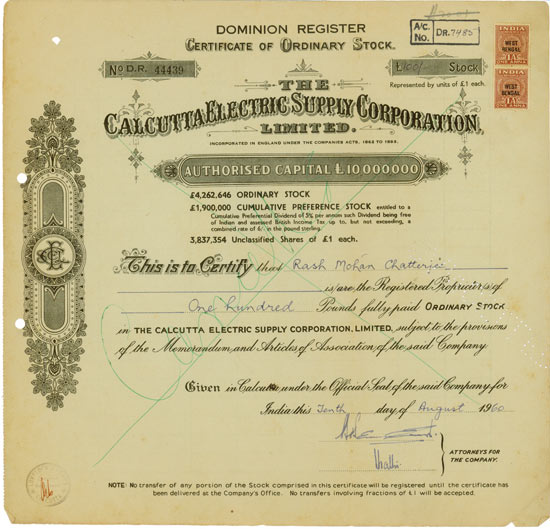 DOMINION REGISTER
CERTIFICATE OF ORDINARY STOCK.
A/C. No. DR. 7485
INDIA
WEST BENGAL
INDIA
WEST BENGAL
No D.R. 44439
£100/- Stock
Represented by units of £1 each.
THE
CALCUTTA ELECTRIC SUPPLY CORPORATION,
LIMITED.
INCORPORATED IN ENGLAND UNDER THE COMPANIES ACTS, 1862 TO 1893.
AUTHORISED CAPITAL £10000000
£4,262,646 ORDINARY STOCK
£1,900,000 CUMULATIVE PREFERENCE STOCK entitled to a
Cumulative Preferential Dividend of 5% per annum such Dividend being free
of Indian and assessed British Income Tax up to, but not exceeding, a
combined rate of 6/- in the pound sterling.
3,837,354 Unclassified Shares of £1 each.
This is to Certify that Rash Mohan Chatterjee
is/are the Registered Proprietor/s of
One hundred Pounds fully paid ORDINARY STOCK
in THE CALCUTTA ELECTRIC SUPPLY CORPORATION, LIMITED, subject to the provisions
of the Memorandum and Articles of Association of the said Company
Given in Calcutta under the Official Seal of the said Company for
India this Tenth day of August 1960
ATTORNEYS FOR
THE COMPANY.
NOTE: No transfer of any portion of the Stock comprised in this certificate will be registered until the certificate has
been delivered at the Company's Office. No transfers involving fractions of £1 will be accepted.